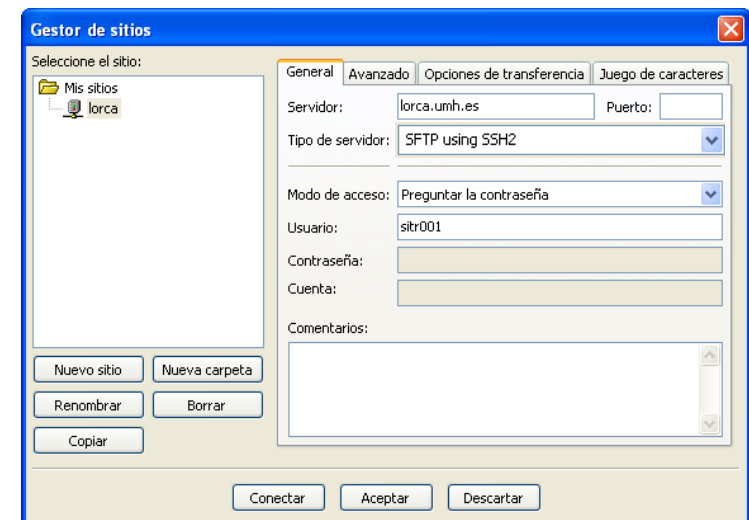 Gestor de sitios
Seleccione el sitio:
Mis sitios
lorca
Nuevo sitio
Nueva carpeta
Renombrar
Borrar
Copiar
General
Avanzado
Opciones de transferencia
Juego de caracteres
Servidor:
lorca.umh.es
Puerto:
Tipo de servidor:
SFTP using SSH2
Modo de acceso:
Preguntar la contraseña
Usuario:
sitr001
Contraseña:
Cuenta:
Comentarios:
Conectar
Aceptar
Descartar